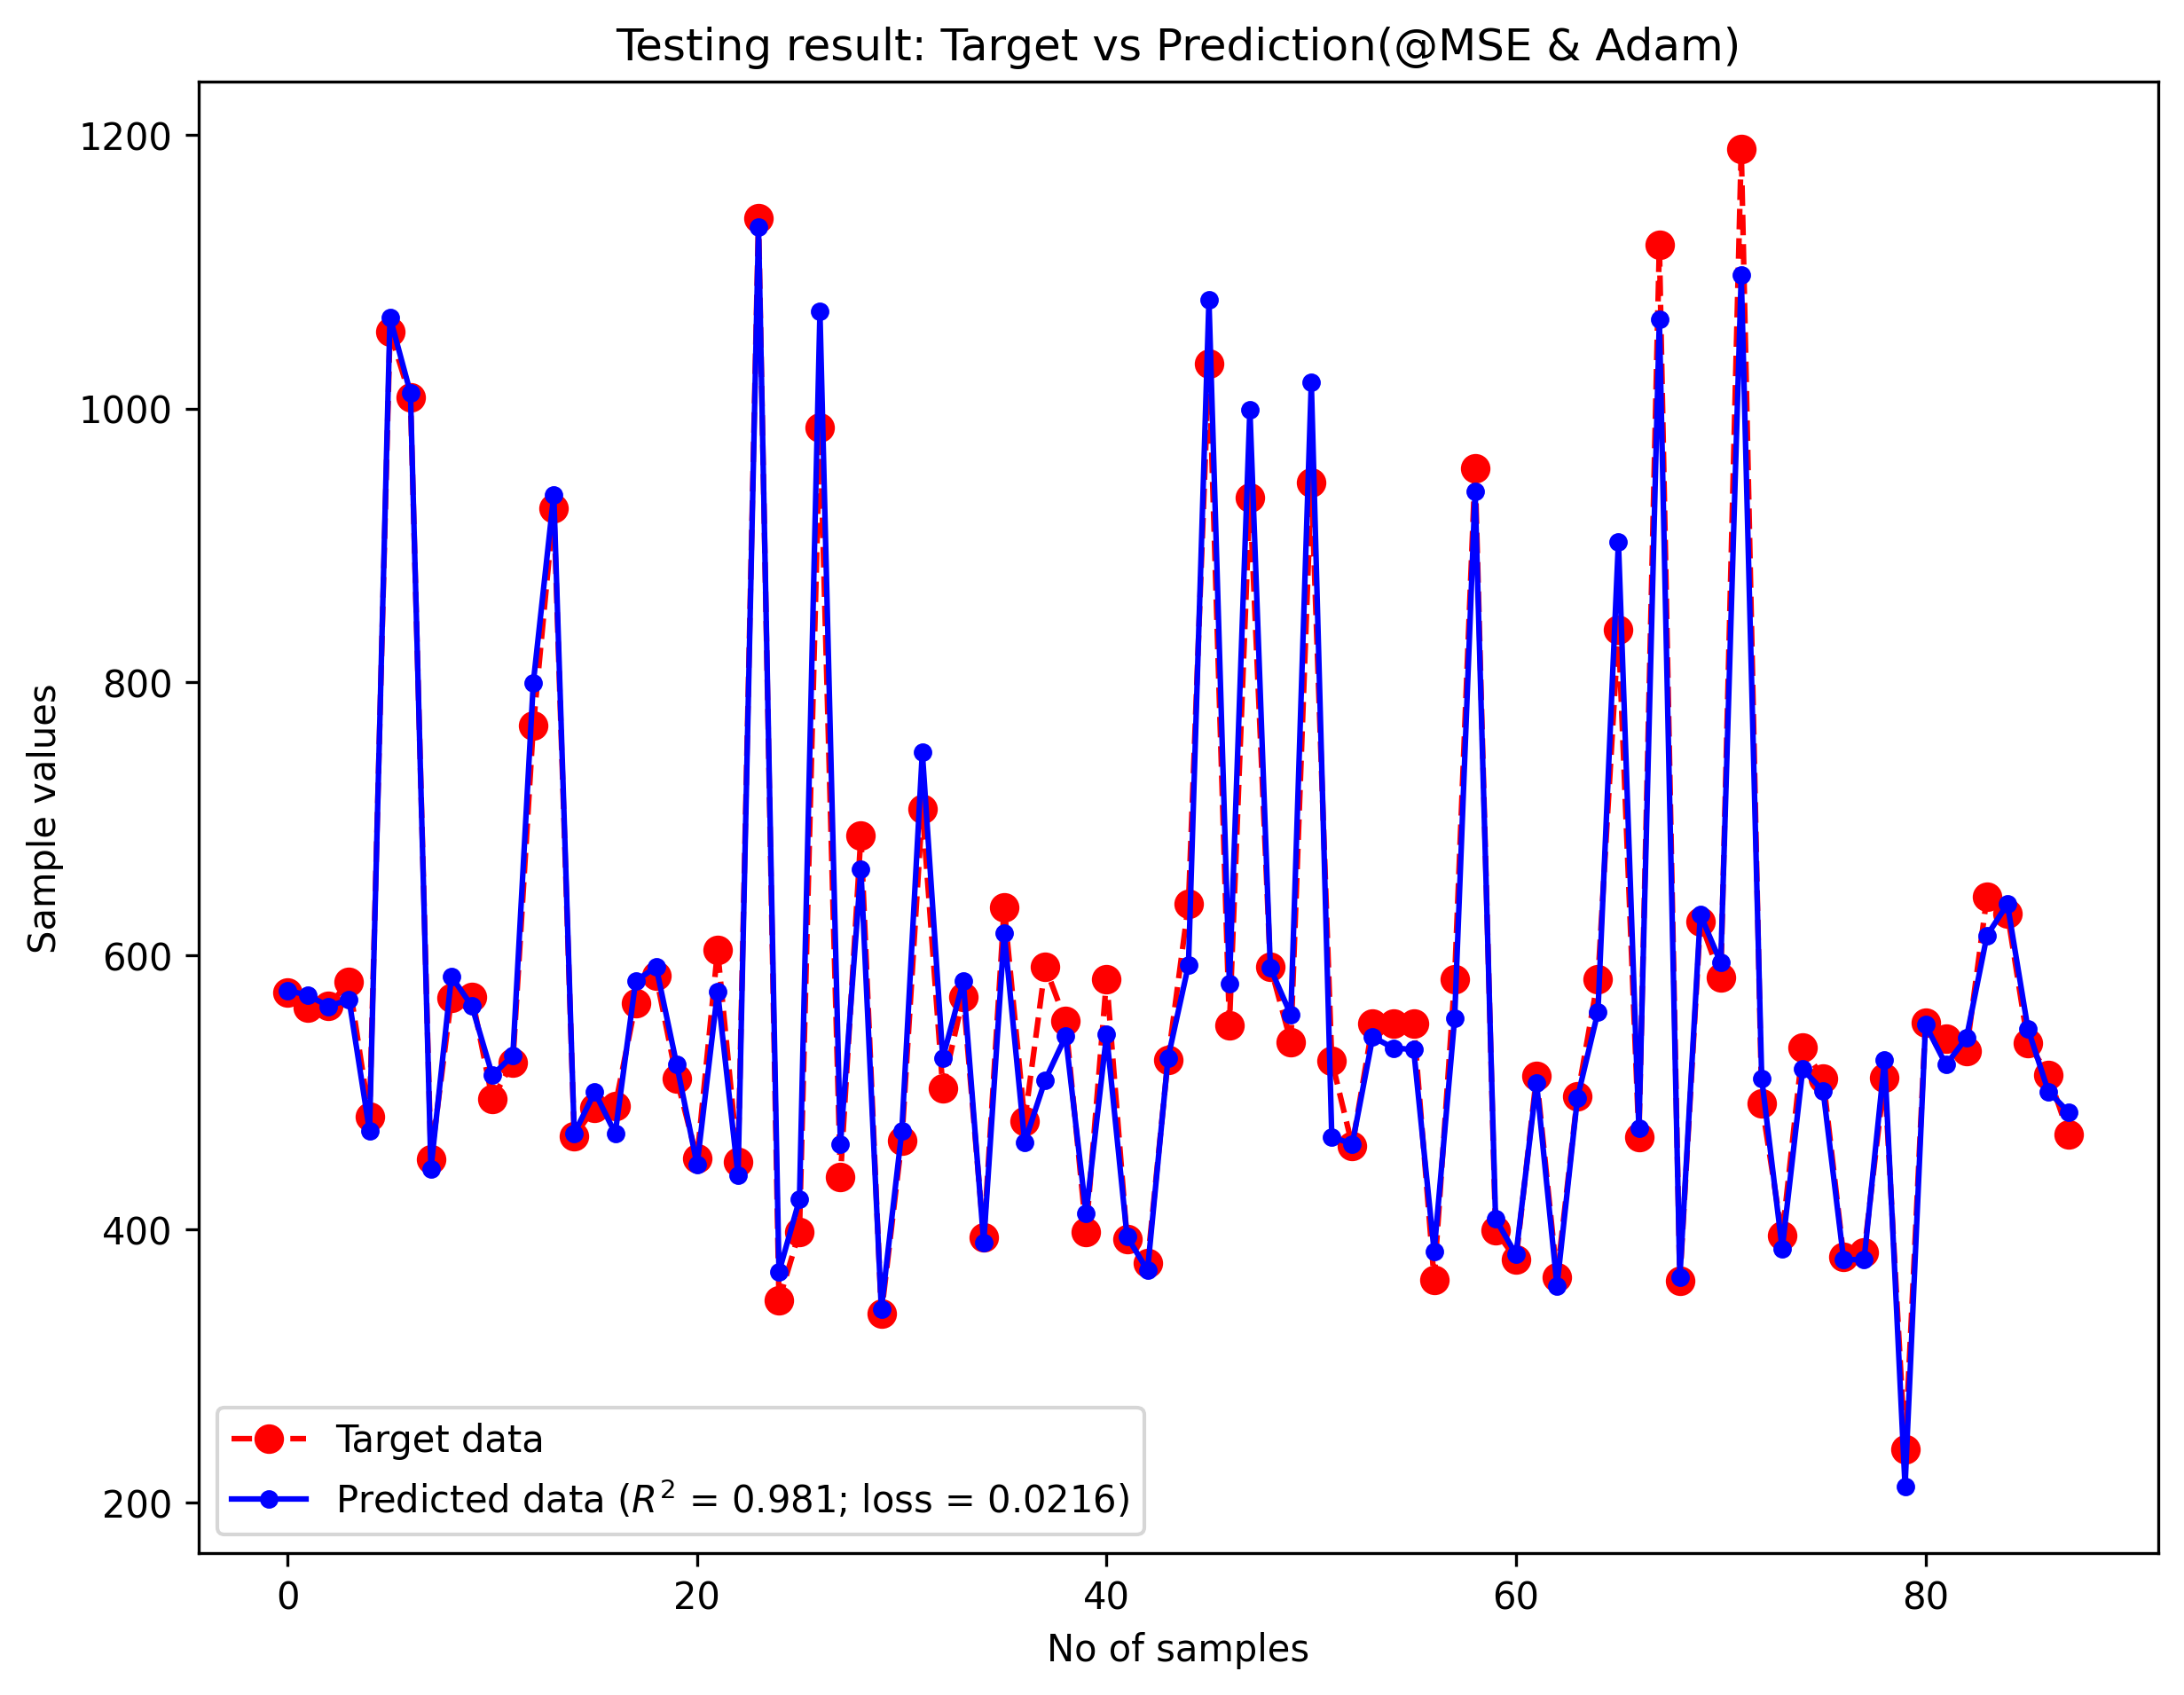 Testing result: Target vs Prediction(@MSE & Adam)
1200
1000
800
600
400
200
Sample values
Target data
Predicted data (R² = 0.981; loss = 0.0216)
0 20 40 60 80
No of samples